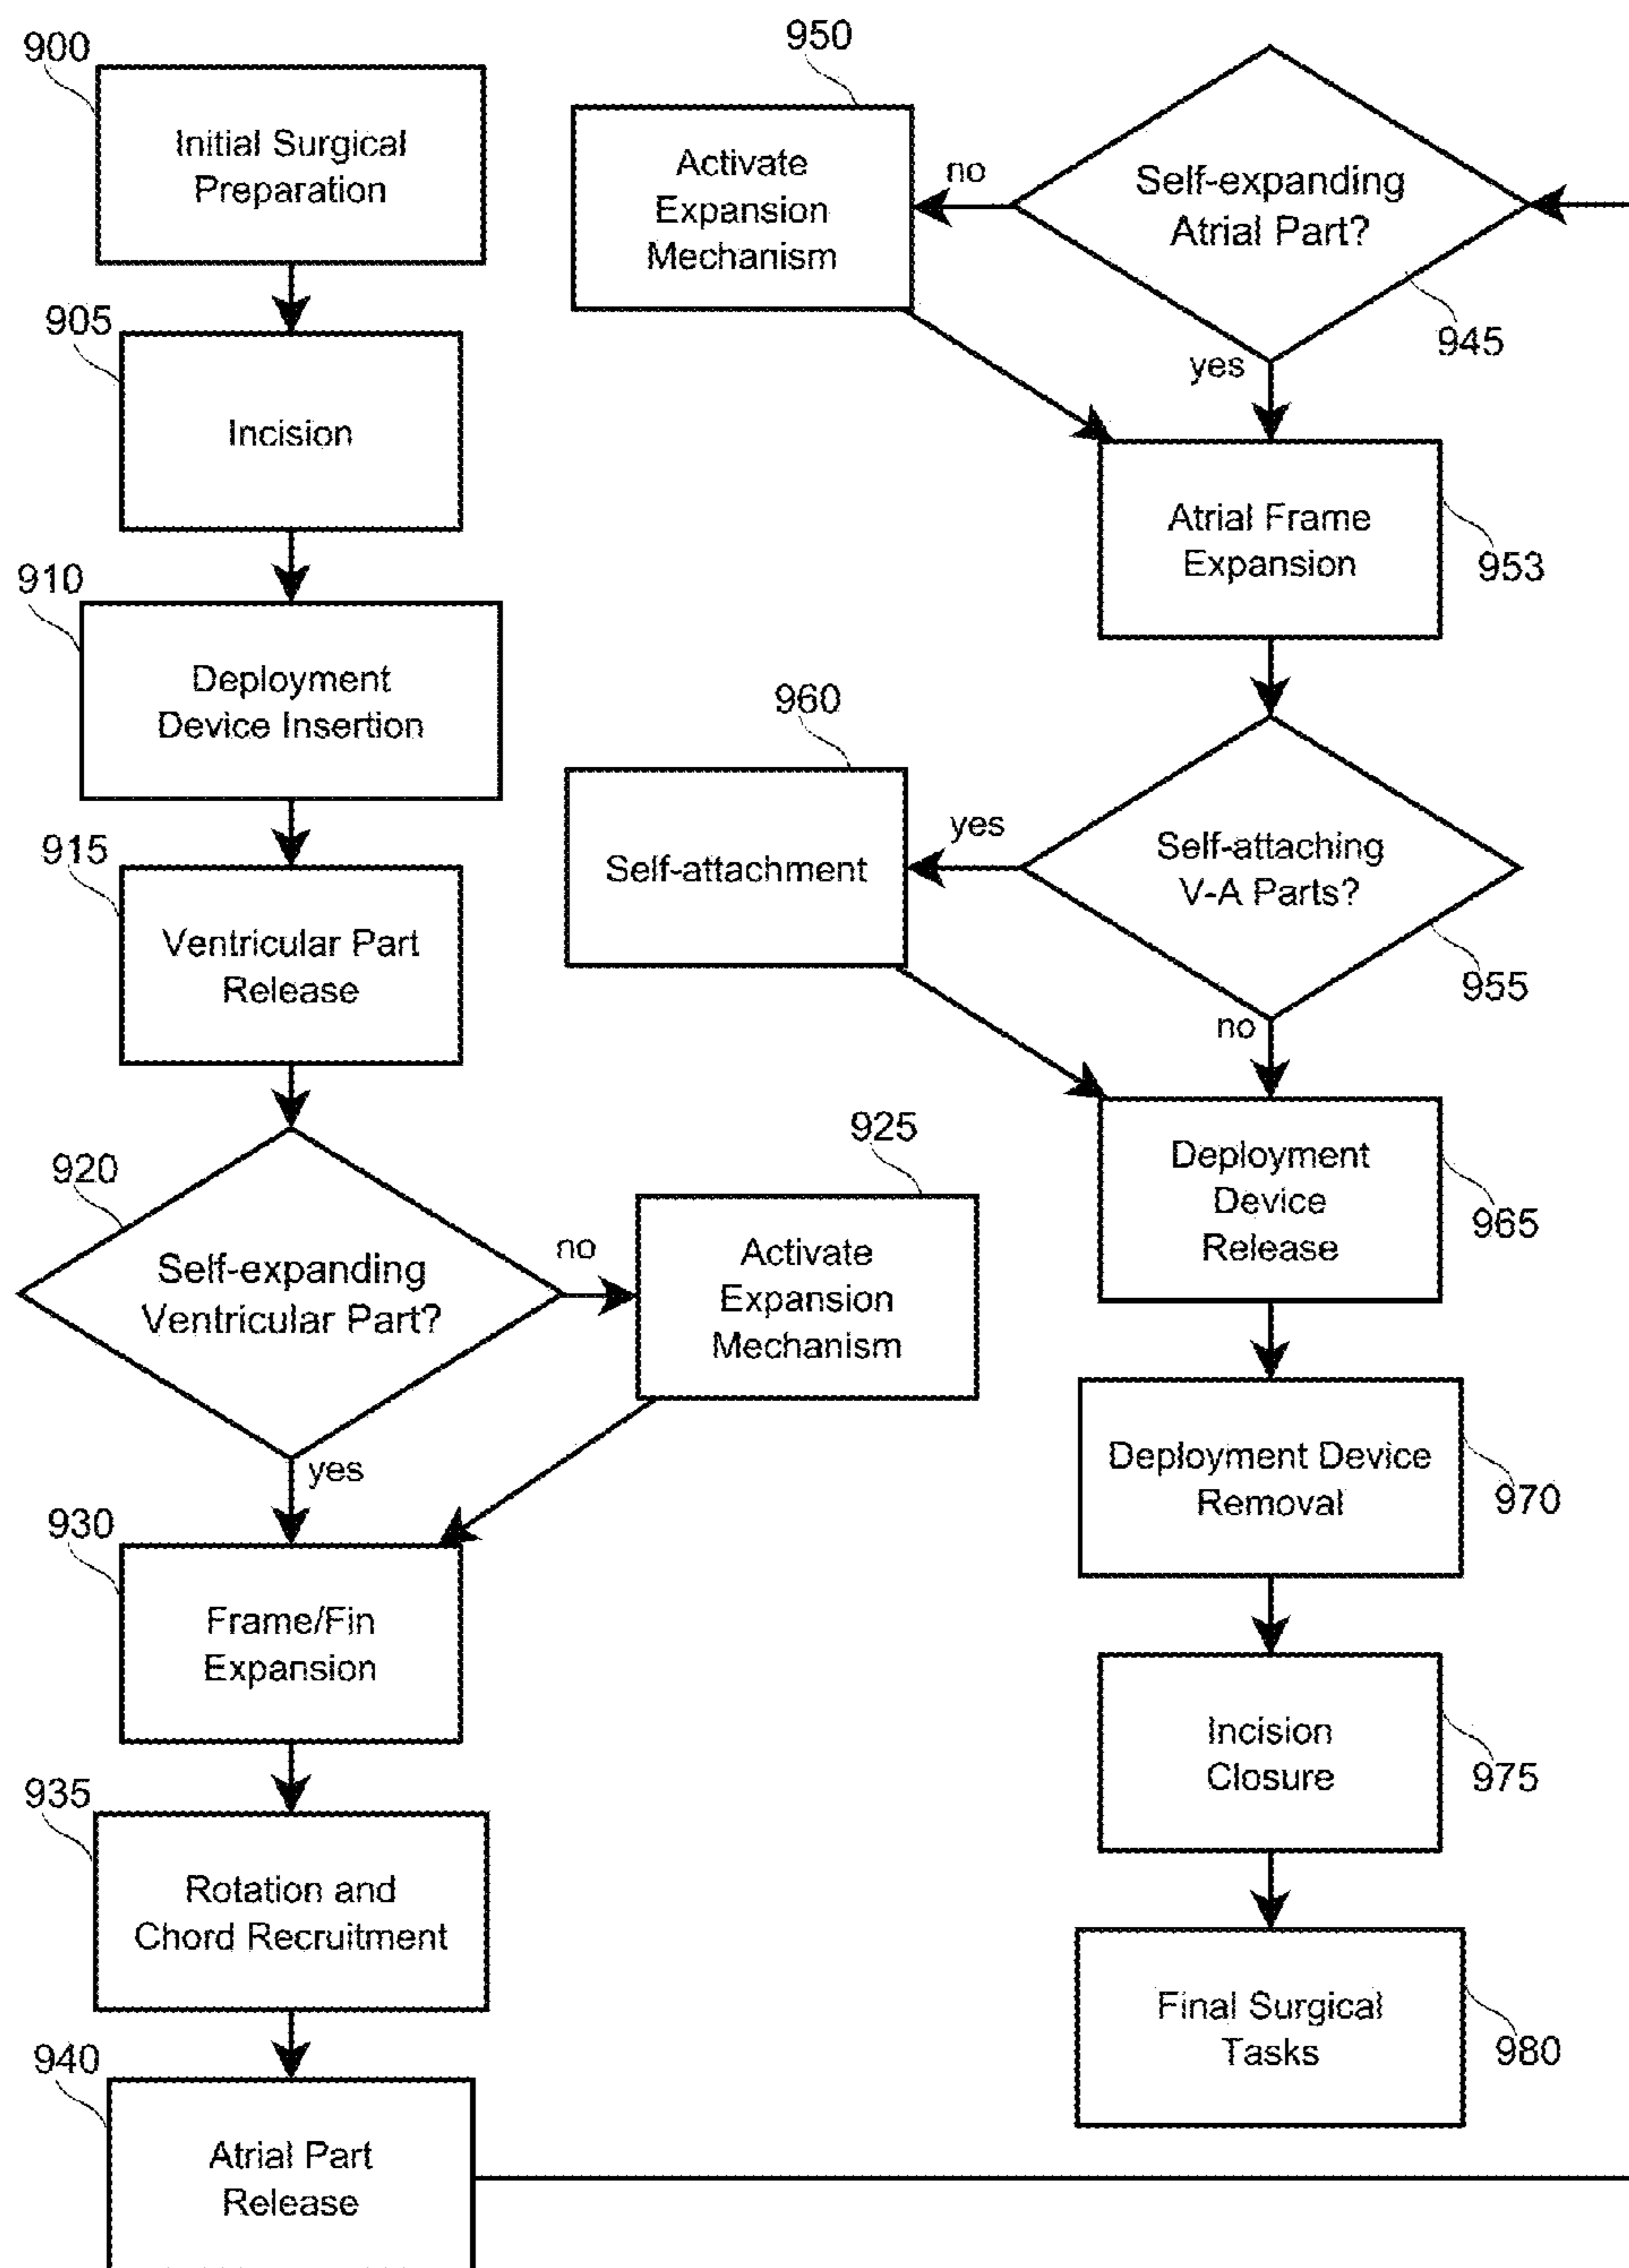 900
Initial Surgical
Preparation
905
Incision
910
Deployment
Device Insertion
915
Ventricular Part
Release
920
Self-expanding
Ventricular Part?
no
925
Activate
Expansion
Mechanism
yes
930
Frame/Fin
Expansion
935
Rotation and
Chord Recruitment
940
Atrial Part
Release
Self-expanding
Atrial Part?
945
no
950
Activate
Expansion
Mechanism
yes
Atrial Frame
Expansion
953
Self-attaching
V-A Parts?
955
yes
960
Self-attachment
no
Deployment
Device
Release
965
Deployment Device
Removal
970
Incision
Closure
975
Final Surgical
Tasks
980